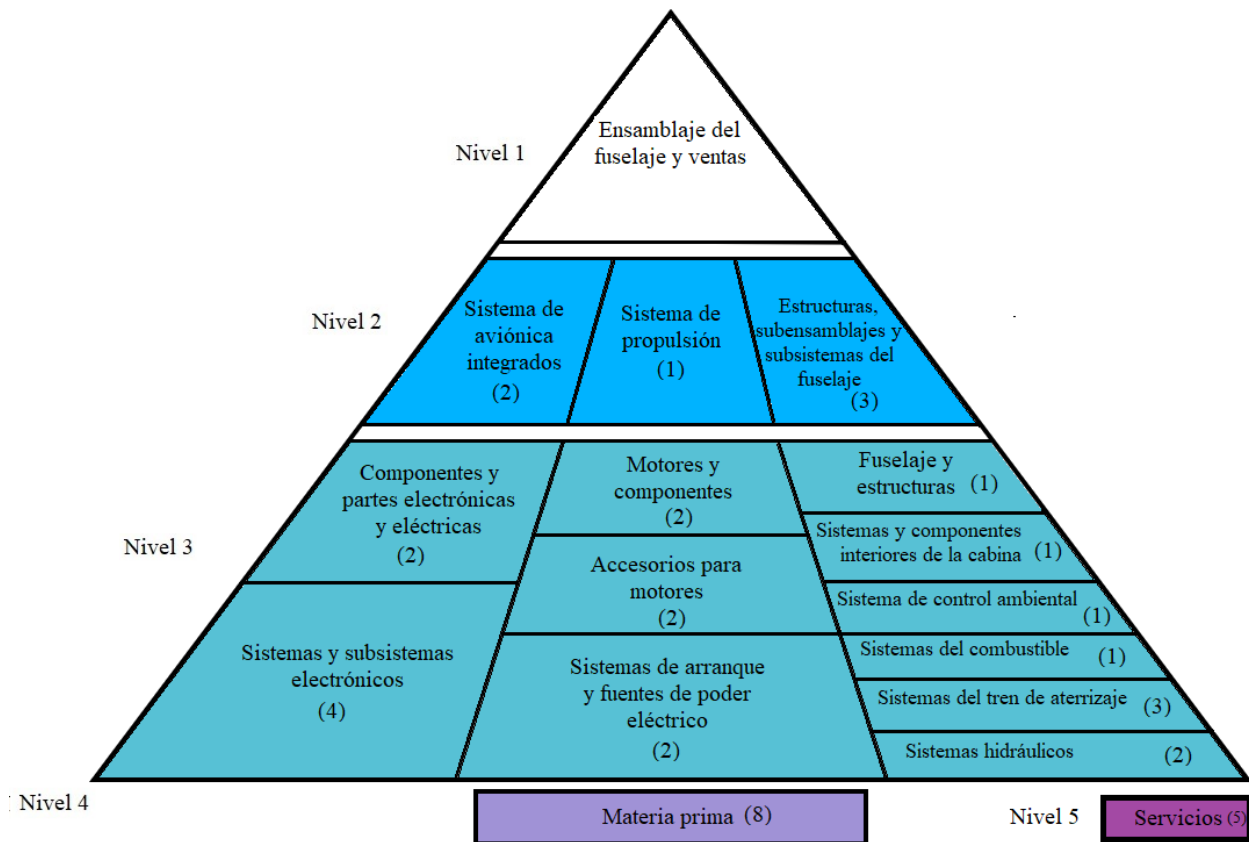 Nivel 1
Ensamblaje del
fuselaje y ventas
Nivel 2
Sistema de
aviónica
integrados
(2)
Sistema de
propulsión
(1)
Estructuras,
subensamblajes y
subsistemas del
fuselaje
(3)
Nivel 3
Componentes y
partes electrónicas
y eléctricas
(2)
Sistemas y subsistemas
electrónicos
(4)
Motores y
componentes
(2)
Accesorios para
motores
(2)
Sistemas de arranque
y fuentes de poder
eléctrico
(2)
Fuselaje y
estructuras (1)
Sistemas y componentes
interiores de la cabina (1)
Sistema de control ambiental
(1)
Sistemas del combustible (1)
Sistemas del tren de aterrizaje (3)
Sistemas hidráulicos (2)
Nivel 4
Materia prima (8)
Nivel 5
Servicios (5)